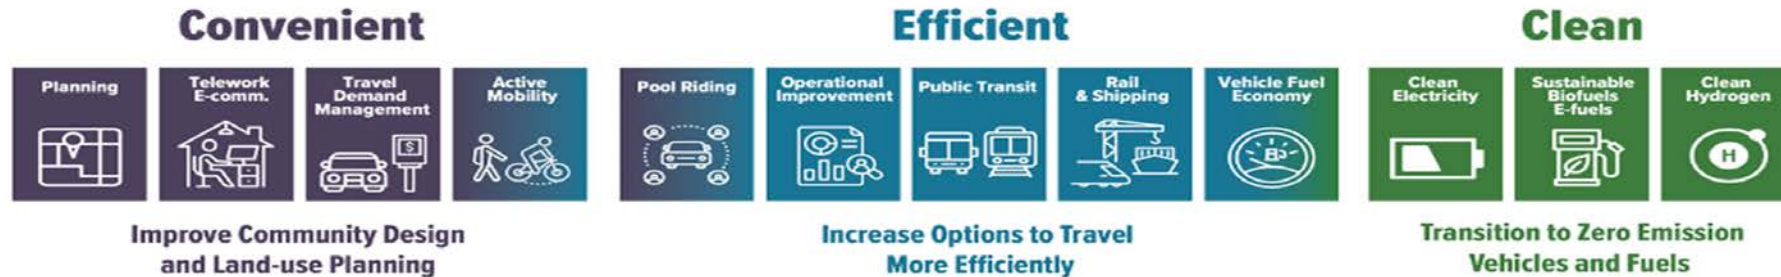 Convenient
Efficient
Clean
Planning
Telework
E-comm.
Travel
Demand
Management
$
Active
Mobility
Pool Riding
Operational
Improvement
Public Transit
Rail
& Shipping
Vehicle Fuel
Economy
Clean
Electricity
Sustainable
Biofuels
E-fuels
Clean
Hydrogen
H
Improve Community Design
and Land-use Planning
Increase Options to Travel
More Efficiently
Transition to Zero Emission
Vehicles and Fuels